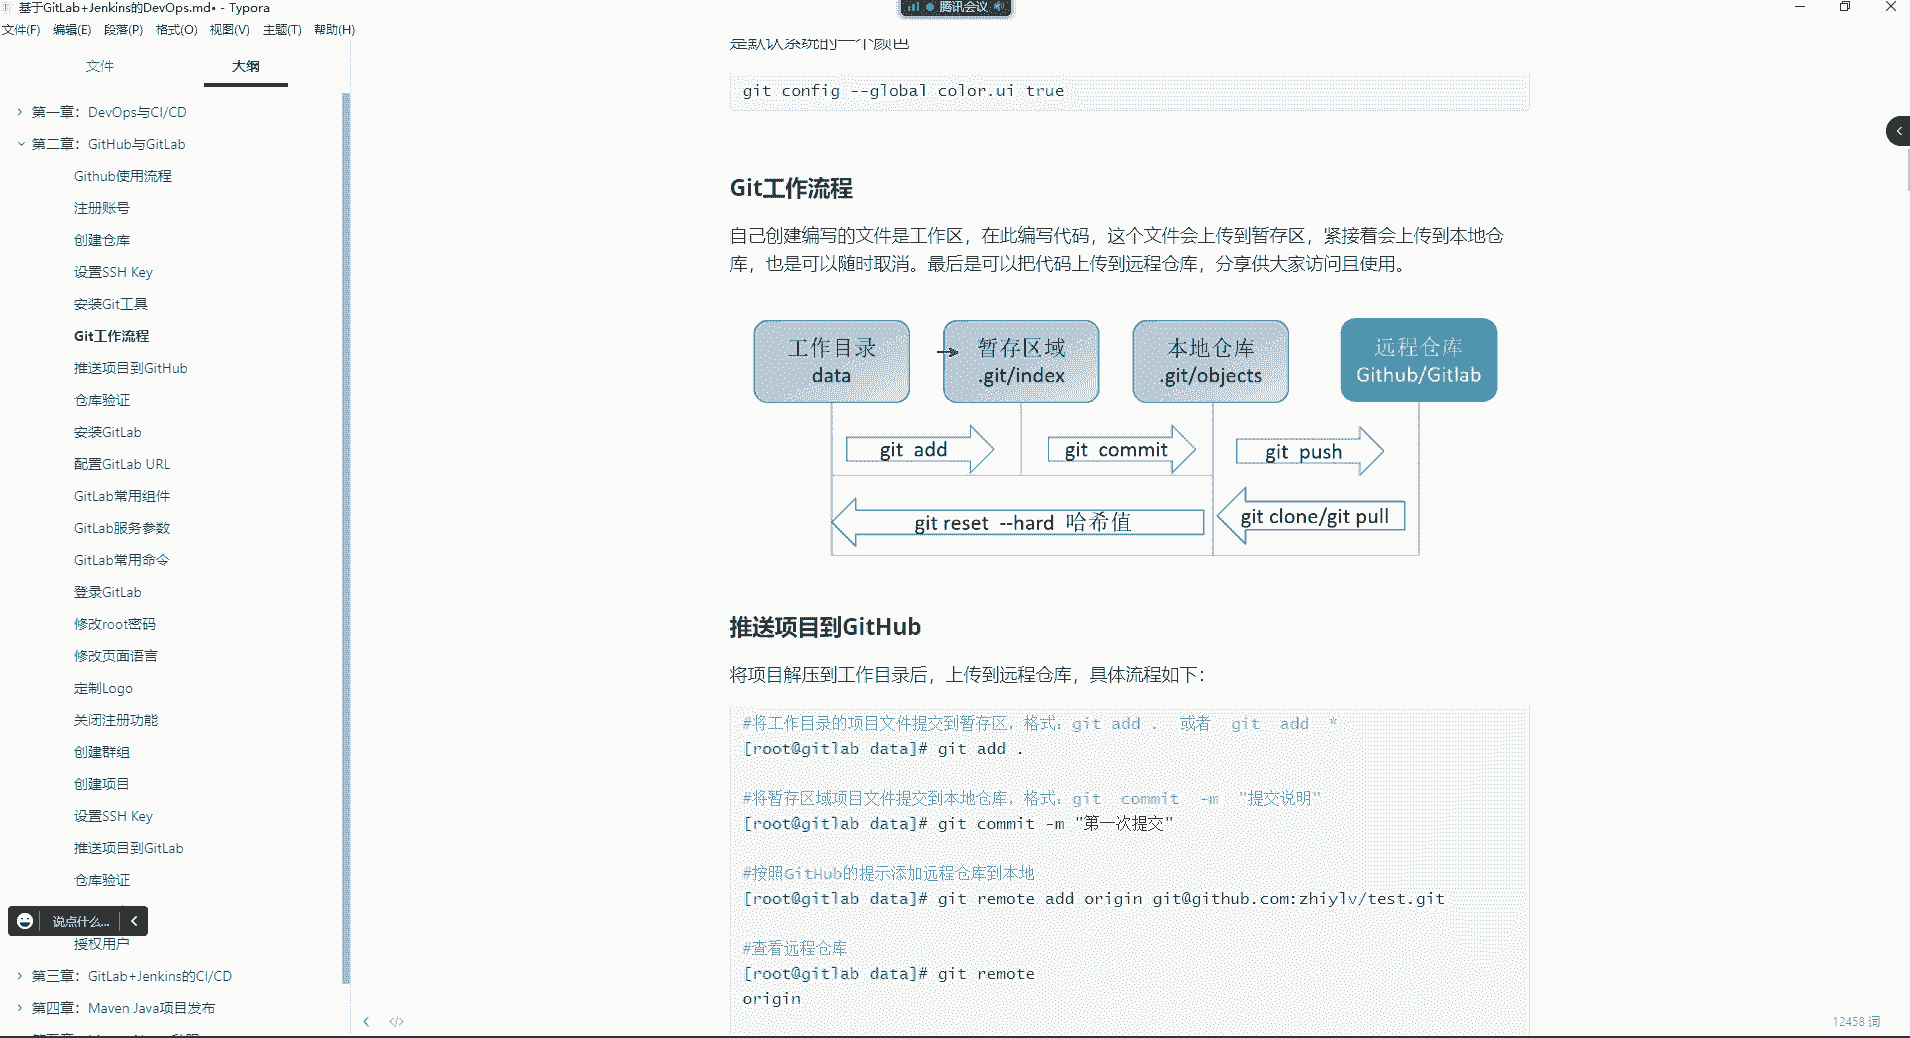 基于GitLab+Jenkins的DevOps.md• - Typora
腾讯会议
文件(F) 编辑(E) 段落(P) 格式(O) 视图(V) 主题(T) 帮助(H)
文件 大纲
第一章：DevOps与CI/CD
第二章：GitHub与GitLab
Github使用流程
注册账号
创建仓库
设置SSH Key
安装Git工具
Git工作流程
推送项目到GitHub
仓库验证
安装GitLab
配置GitLab URL
GitLab常用组件
GitLab服务参数
GitLab常用命令
登录GitLab
修改root密码
修改页面语言
定制Logo
关闭注册功能
创建群组
创建项目
设置SSH Key
推送项目到GitLab
仓库验证
说点什么...
授权用户
第三章：GitLab+Jenkins的CI/CD
第四章：Maven Java项目发布
是默认系统的一个颜色
git config --global color.ui true
Git工作流程
自己创建编写的文件是工作区，在此编写代码，这个文件会上传到暂存区，紧接着会上传到本地仓
库，也是可以随时取消。最后是可以把代码上传到远程仓库，分享供大家访问且使用。
工作目录 暂存区域 本地仓库 远程仓库
data .git/index .git/objects Github/Gitlab
git add git commit git push
git reset --hard 哈希值 git clone/git pull
推送项目到GitHub
将项目解压到工作目录后，上传到远程仓库，具体流程如下：
#将工作目录的项目文件提交到暂存区，格式：git add . 或者 git add *
[root@gitlab data]# git add .
#将暂存区域项目文件提交到本地仓库，格式：git commit -m "提交说明"
[root@gitlab data]# git commit -m "第一次提交"
#按照GitHub的提示添加远程仓库到本地
[root@gitlab data]# git remote add origin git@github.com:zhiylv/test.git
#查看远程仓库
[root@gitlab data]# git remote
origin
12458 词